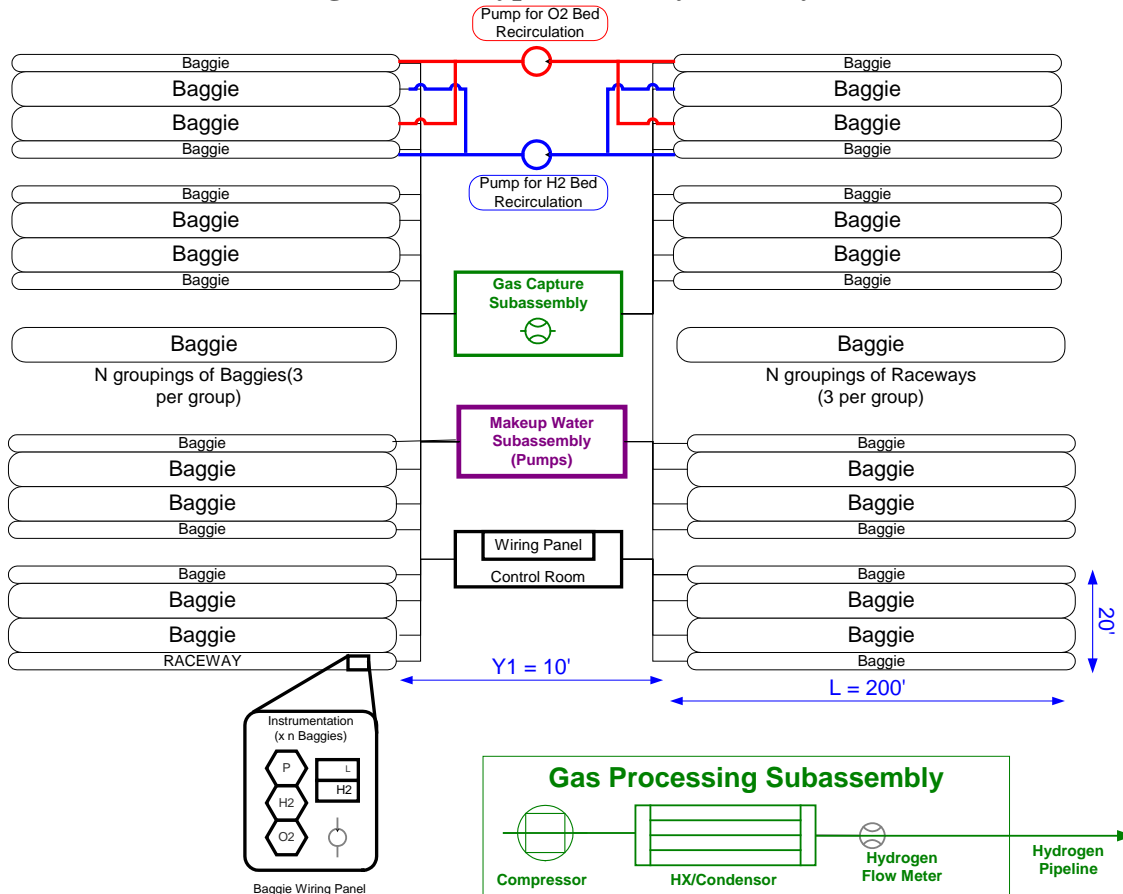 Pump for O2 Bed
Recirculation
Baggie
Baggie
Baggie
Baggie
Baggie
Baggie
Baggie
Baggie
Pump for H2 Bed
Recirculation
Baggie
Baggie
Baggie
Baggie
Baggie
Baggie
Baggie
Baggie
Gas Capture
Subassembly
Baggie
Baggie
N groupings of Baggies(3
per group)
N groupings of Raceways
(3 per group)
Makeup Water
Subassembly
(Pumps)
Baggie
Baggie
Baggie
Baggie
Baggie
Baggie
Baggie
Baggie
Wiring Panel
Control Room
Baggie
Baggie
Baggie
RACEWAY
Baggie
Baggie
Baggie
Baggie
20'
Y1 = 10'
L = 200'
Instrumentation
(x n Baggies)
P
L
H2
H2
O2
Baggie Wiring Panel
Gas Processing Subassembly
Compressor
HX/Condensor
Hydrogen
Flow Meter
Hydrogen
Pipeline